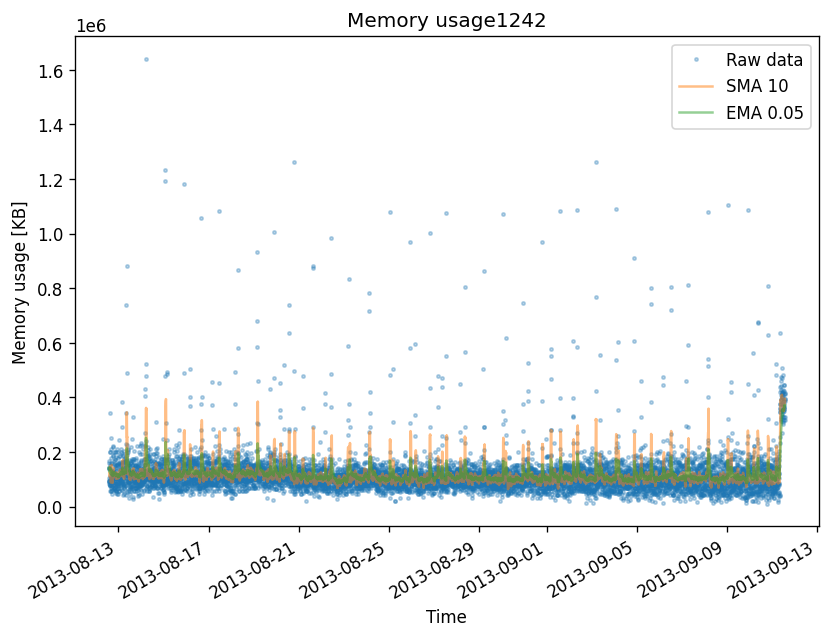 Memory usage1242
1e6
Raw data
SMA 10
EMA 0.05
1.6
1.4
1.2
1.0
0.8
0.6
0.4
0.2
0.0
Memory usage [KB]
2013-08-13
2013-08-17
2013-08-21
2013-08-25
2013-08-29
2013-09-01
2013-09-05
2013-09-09
2013-09-13
Time